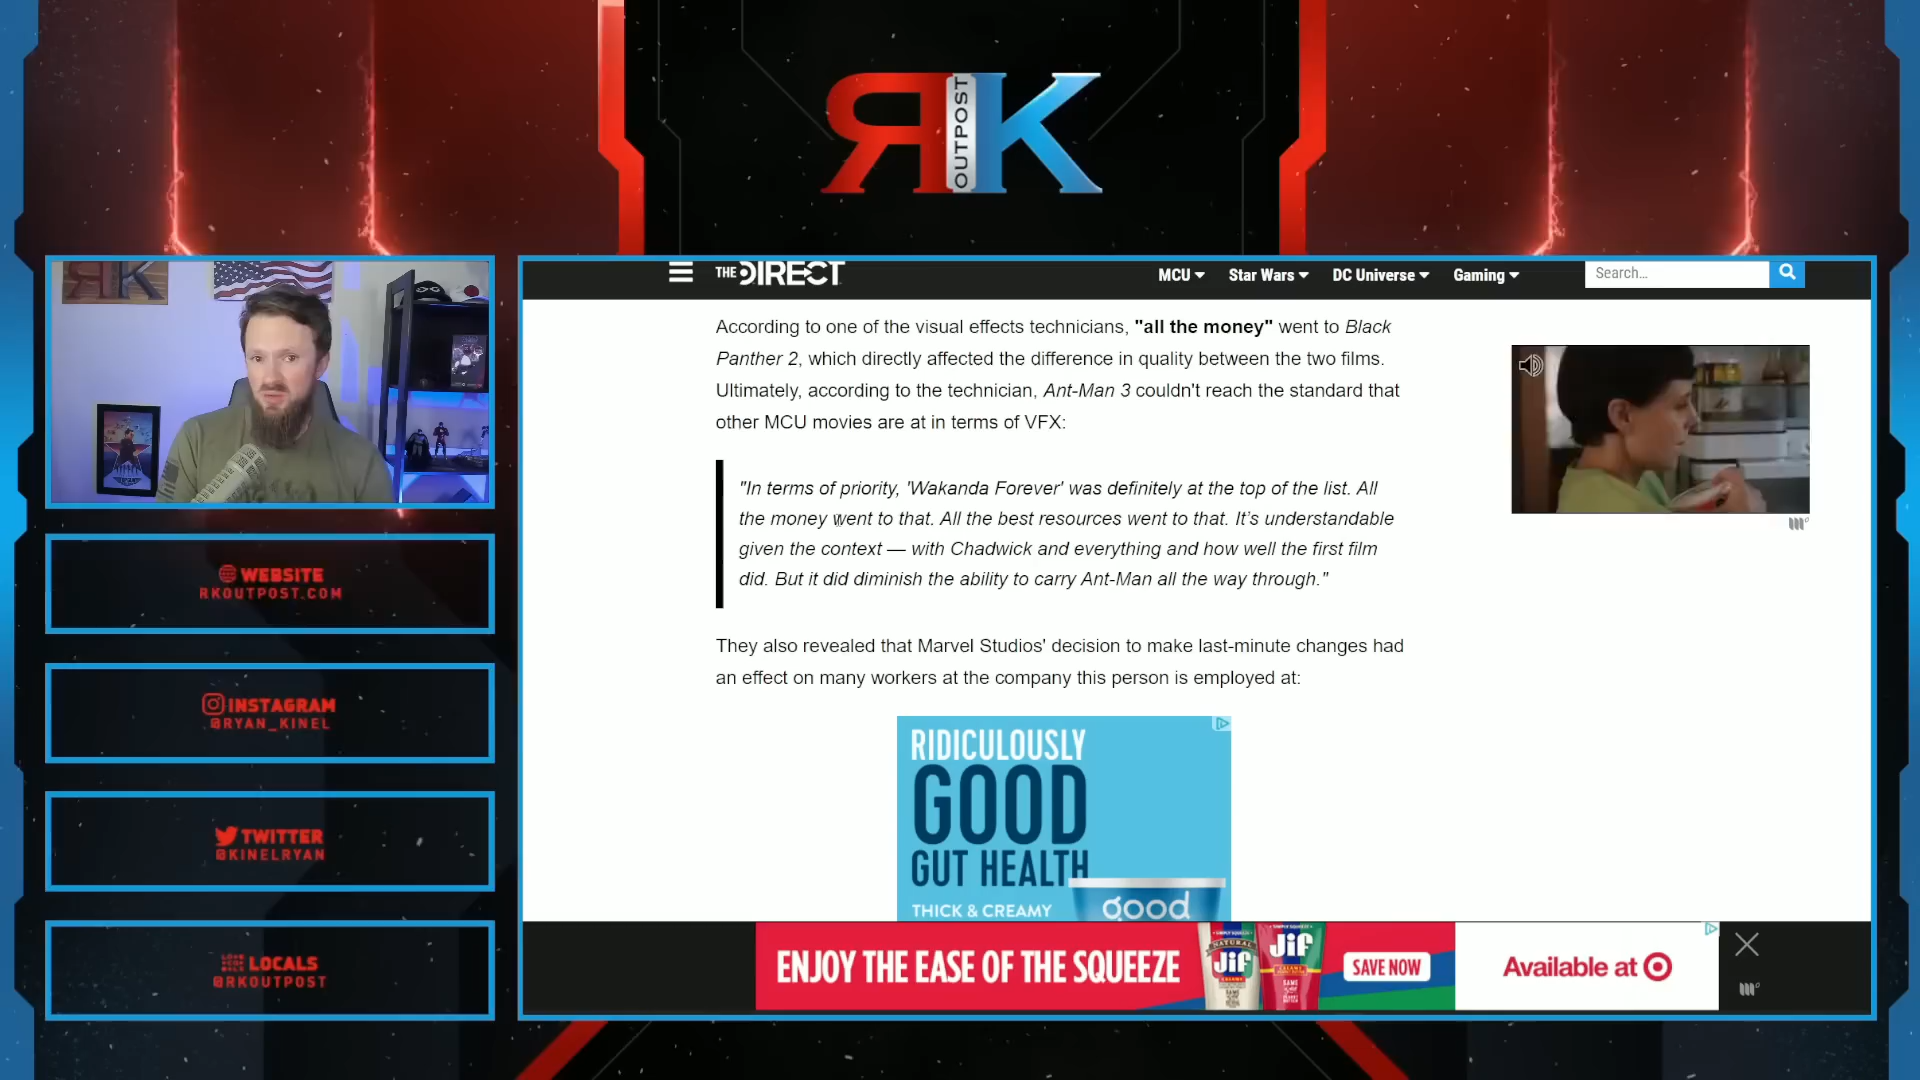 RK
OUTPOST
THE DIRECT
MCU
Star Wars
DC Universe
Gaming
Search...
According to one of the visual effects technicians, "all the money" went to Black
Panther 2, which directly affected the difference in quality between the two films.
Ultimately, according to the technician, Ant-Man 3 couldn't reach the standard that
other MCU movies are at in terms of VFX:
"In terms of priority, 'Wakanda Forever' was definitely at the top of the list. All
the money went to that. All the best resources went to that. It's understandable
given the context — with Chadwick and everything and how well the first film
did. But it did diminish the ability to carry Ant-Man all the way through."
They also revealed that Marvel Studios' decision to make last-minute changes had
an effect on many workers at the company this person is employed at:
WEBSITE
RKOUTPOST.COM
INSTAGRAM
@RYAN_KINEL
TWITTER
@KINELRYAN
LOCALS
@RKOUTPOST
RIDICULOUSLY
GOOD
GUT HEALTH
THICK & CREAMY
good
ENJOY THE EASE OF THE SQUEEZE
NATURAL
Jif
Jif
SAVE NOW
Available at